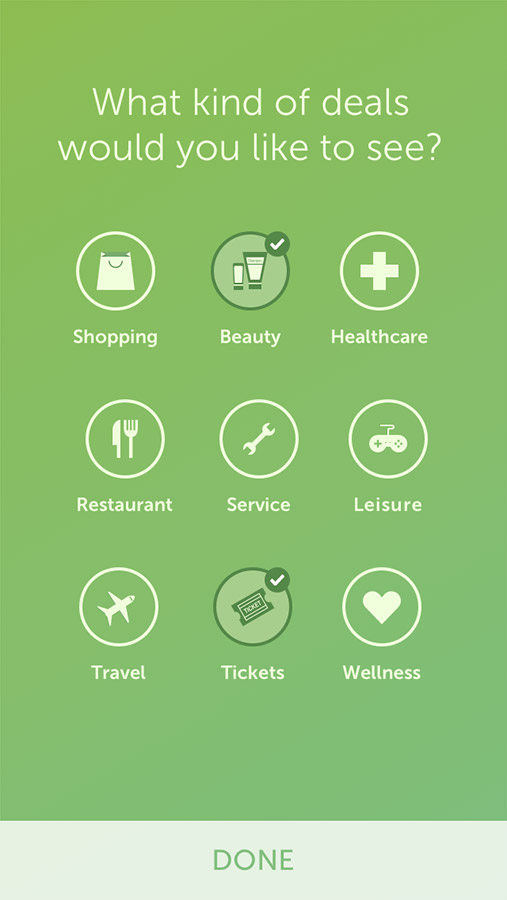 What kind of deals
would you like to see?
Shopping
Beauty
Healthcare
Restaurant
Service
Leisure
TICKET
Travel
Tickets
Wellness
DONE